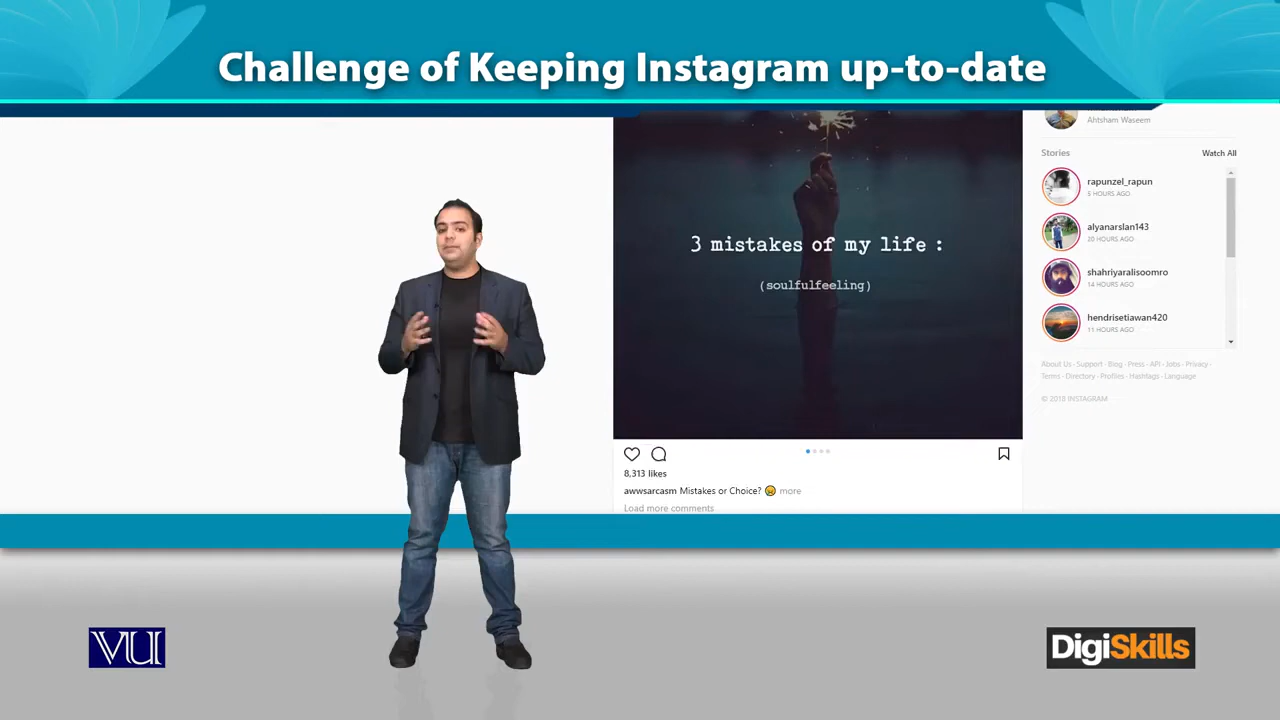 Challenge of Keeping Instagram up-to-date
Ahtsham Waseem
Stories
Watch All
rapunzel_rapun
5 HOURS AGO
alyanarslan143
20 HOURS AGO
shahriyaralisoomro
14 HOURS AGO
hendrisetiawan420
11 HOURS AGO
About Us · Support · Blog · Press · API · Jobs · Privacy ·
Terms · Directory · Profiles · Hashtags · Language
© 2018 INSTAGRAM
3 mistakes of my life :
(soulfulfeeling)
8,313 likes
awwsarcasm Mistakes or Choice? 😢 more
Load more comments
VU
DigiSkills